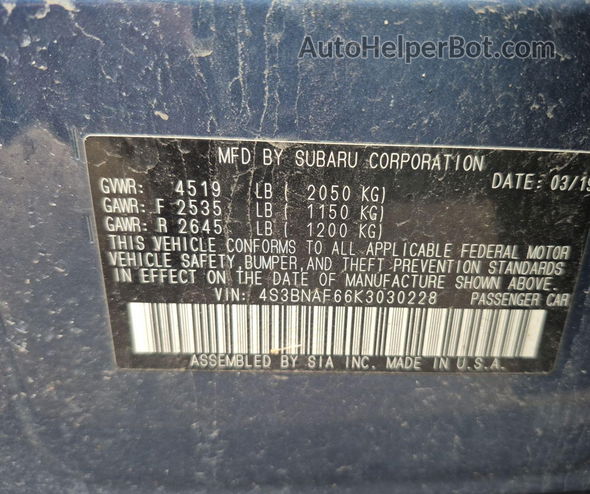 AutoHelperBot.com
MFD BY SUBARU CORPORATION
DATE: 03/19
GVWR: 4519 LB ( 2050 KG)
GAWR: F 2535 LB ( 1150 KG)
GAWR: R 2645 LB ( 1200 KG)
THIS VEHICLE CONFORMS TO ALL APPLICABLE FEDERAL MOTOR
VEHICLE SAFETY, BUMPER, AND THEFT PREVENTION STANDARDS
IN EFFECT ON THE DATE OF MANUFACTURE SHOWN ABOVE.
VIN: 4S3BNAF66K3030228 PASSENGER CAR
ASSEMBLED BY SIA INC. MADE IN U.S.A.